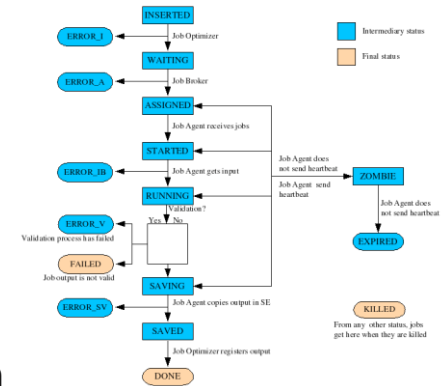 INSERTED
Intermediary status
ERROR_I
Job Optimizer
Final status
WAITING
ERROR_A
Job Broker
ASSIGNED
Job Agent receives jobs
STARTED
Job Agent does
not send heartbeat
ERROR_IB
Job Agent gets input
ZOMBIE
Job Agent send
heartbeat
RUNNING
Job Agent does
not send heartbeat
Validation?
Yes No
ERROR_V
Validation process has failed
EXPIRED
FAILED
Job output is not valid
SAVING
ERROR_SV
Job Agent copies output in SE
KILLED
From any other status, jobs
get here when they are killed
SAVED
Job Optimizer registers output
DONE